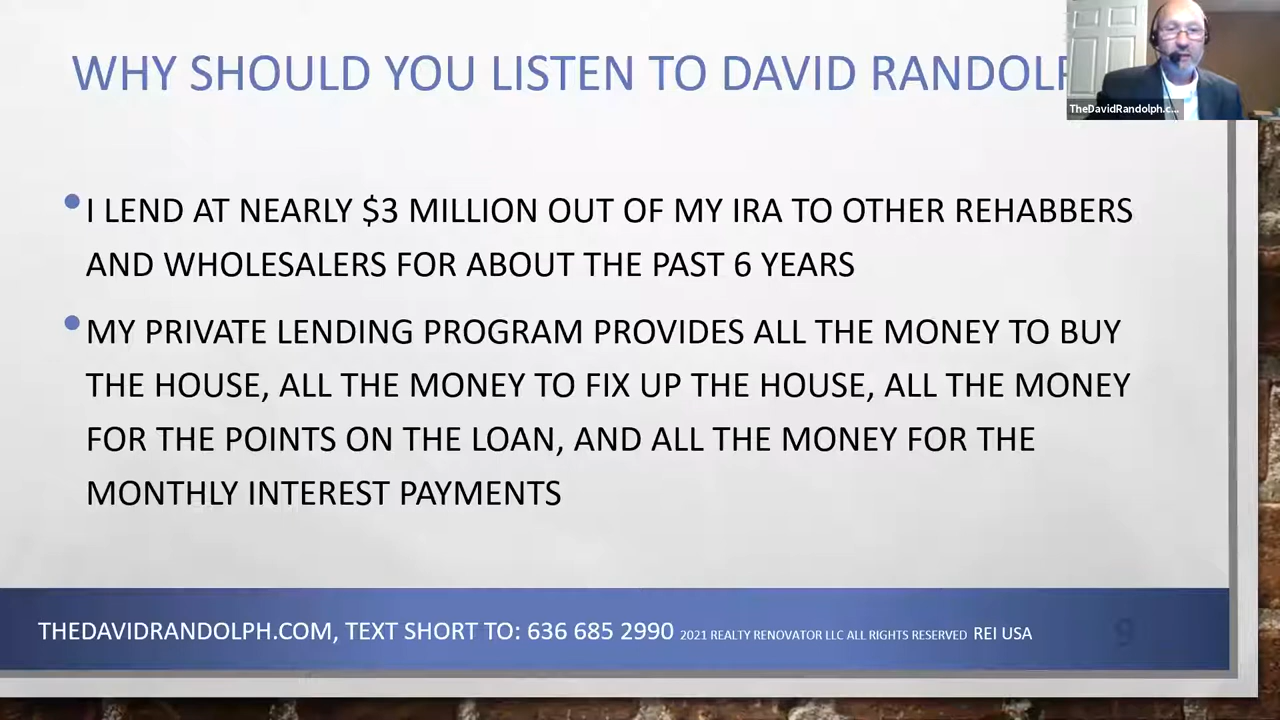 WHY SHOULD YOU LISTEN TO DAVID RANDOL
TheDavidRandolph.c...
I LEND AT NEARLY $3 MILLION OUT OF MY IRA TO OTHER REHABBERS
AND WHOLESALERS FOR ABOUT THE PAST 6 YEARS
MY PRIVATE LENDING PROGRAM PROVIDES ALL THE MONEY TO BUY
THE HOUSE, ALL THE MONEY TO FIX UP THE HOUSE, ALL THE MONEY
FOR THE POINTS ON THE LOAN, AND ALL THE MONEY FOR THE
MONTHLY INTEREST PAYMENTS
THEDAVIDRANDOLPH.COM, TEXT SHORT TO: 636 685 2990 2021 REALTY RENOVATOR LLC ALL RIGHTS RESERVED REI USA 9